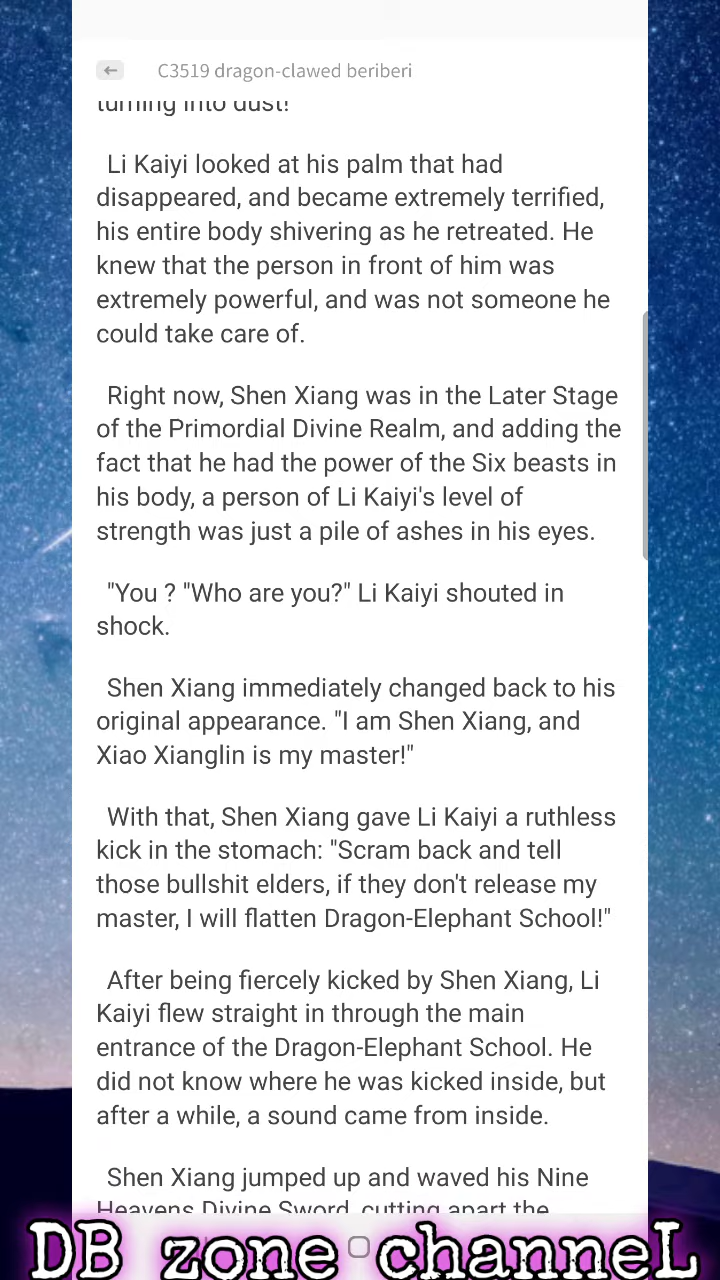 C3519 dragon-clawed beriberi
turning into dust!
Li Kaiyi looked at his palm that had
disappeared, and became extremely terrified,
his entire body shivering as he retreated. He
knew that the person in front of him was
extremely powerful, and was not someone he
could take care of.
Right now, Shen Xiang was in the Later Stage
of the Primordial Divine Realm, and adding the
fact that he had the power of the Six beasts in
his body, a person of Li Kaiyi's level of
strength was just a pile of ashes in his eyes.
"You ? "Who are you?" Li Kaiyi shouted in
shock.
Shen Xiang immediately changed back to his
original appearance. "I am Shen Xiang, and
Xiao Xianglin is my master!"
With that, Shen Xiang gave Li Kaiyi a ruthless
kick in the stomach: "Scram back and tell
those bullshit elders, if they don't release my
master, I will flatten Dragon-Elephant School!"
After being fiercely kicked by Shen Xiang, Li
Kaiyi flew straight in through the main
entrance of the Dragon-Elephant School. He
did not know where he was kicked inside, but
after a while, a sound came from inside.
Shen Xiang jumped up and waved his Nine
Heavens Divine Sword, cutting apart the
DB zone channeL